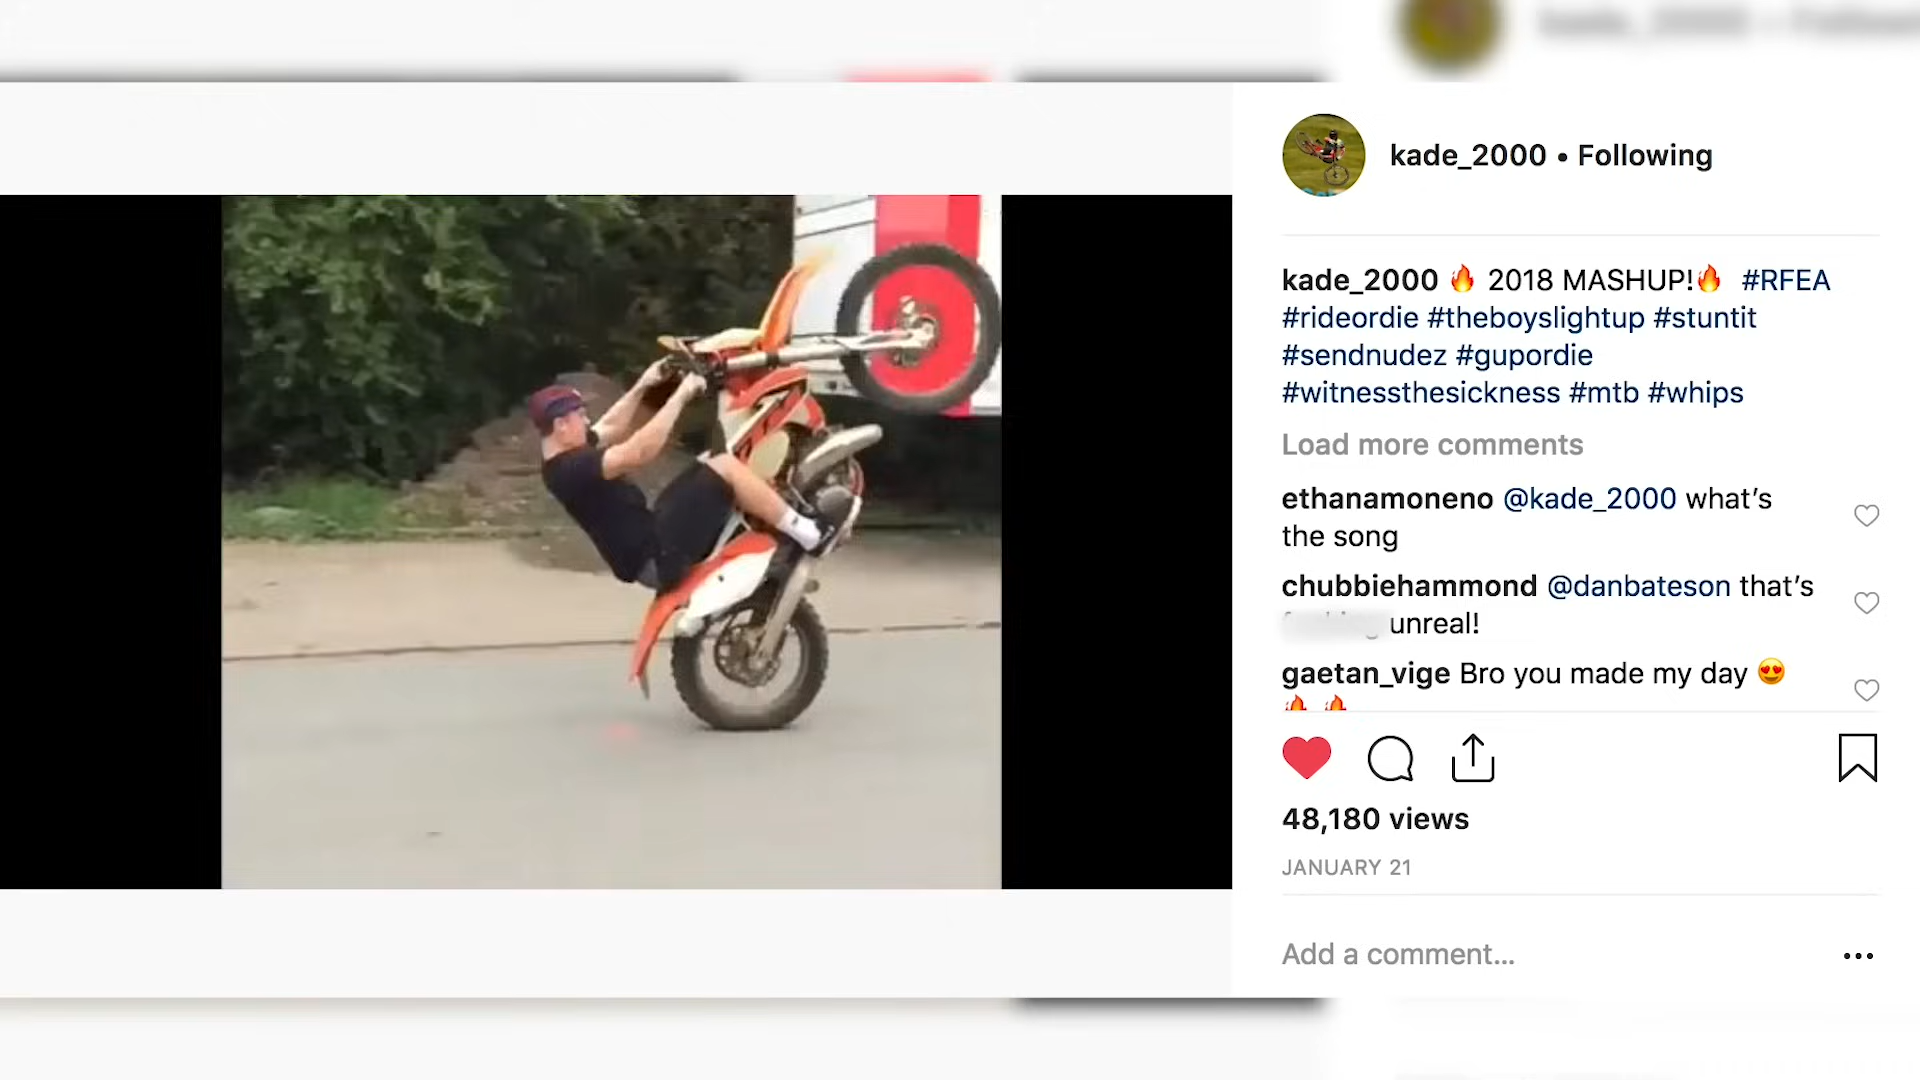 kade_2000 • Following
kade_2000 🔥 2018 MASHUP!🔥 #RFEA
#rideordie #theboyslightup #stuntit
#sendnudez #gupordie
#witnessthesickness #mtb #whips
Load more comments
ethanamoneno @kade_2000 what's
the song
chubbiehammond @danbateson that's
unreal!
gaetan_vige Bro you made my day 😍
🔥 🔥
48,180 views
JANUARY 21
Add a comment...